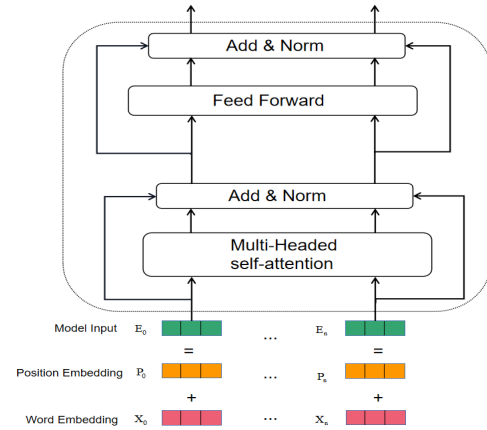 Add & Norm
Feed Forward
Add & Norm
Multi-Headed
self-attention
Model Input E0 ... En
= =
Position Embedding P0 ... Pn
+ +
Word Embedding X0 ... Xn